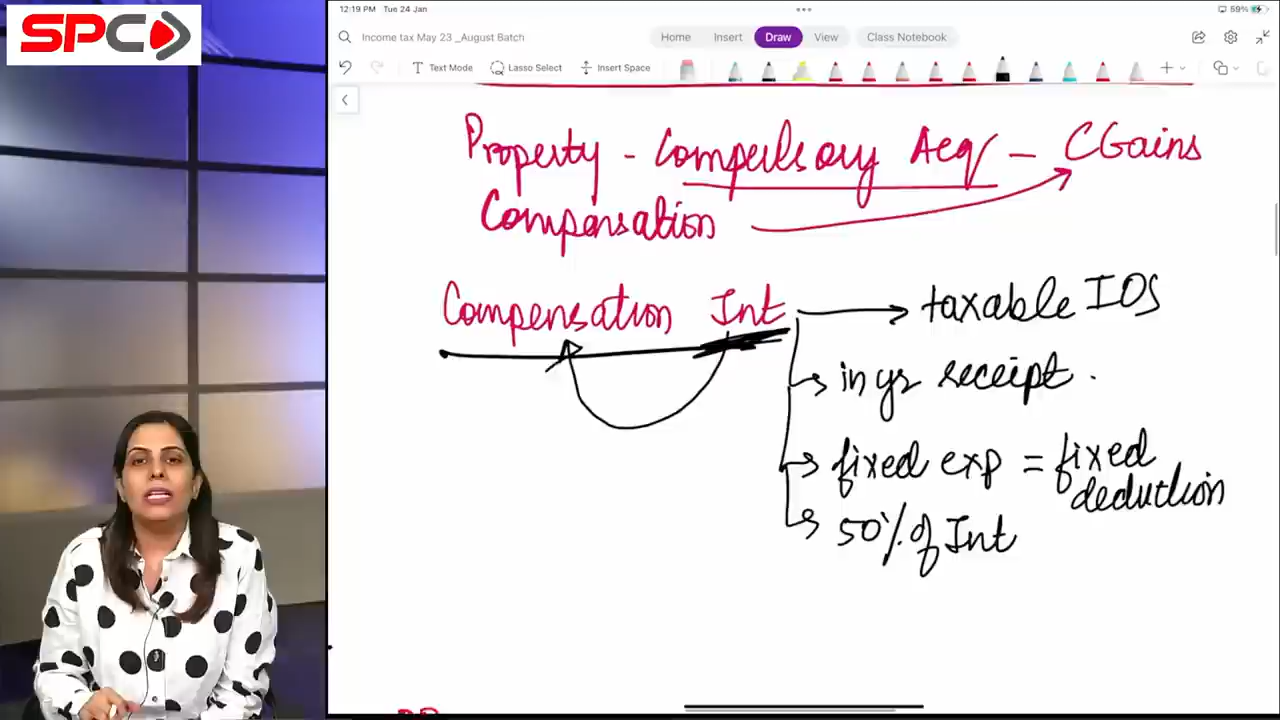 SPC
12:19 PM Tue 24 Jan
59%
Income tax May 23 _August Batch
Home Insert Draw View Class Notebook
Text Mode Lasso Select Insert Space
Property - Compulsory Acq - CGains
Compensation
Compensation Int → taxable IOS
→ in yr receipt.
→ fixed exp = fixed deduction
→ 50% of Int